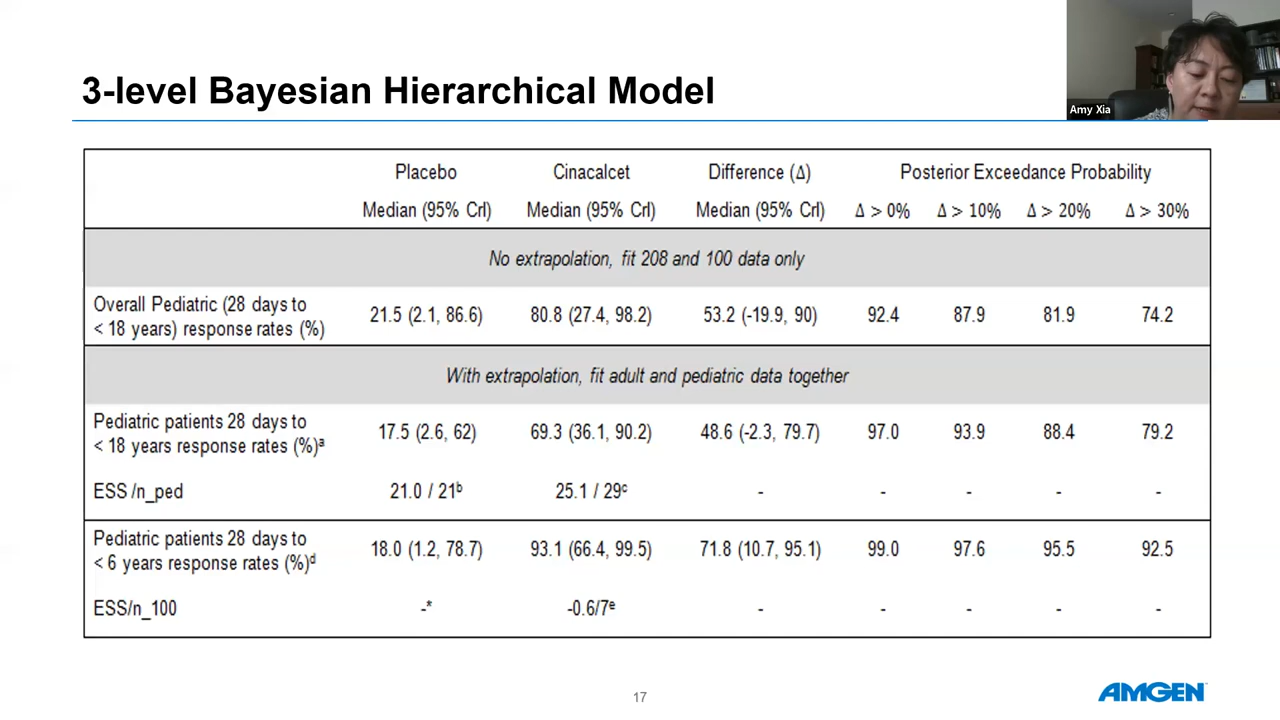 3-level Bayesian Hierarchical Model
Amy Xia
Placebo Cinacalcet Difference (Δ) Posterior Exceedance Probability
Median (95% CrI) Median (95% CrI) Median (95% CrI) Δ > 0% Δ > 10% Δ > 20% Δ > 30%
No extrapolation, fit 208 and 100 data only
Overall Pediatric (28 days to
< 18 years) response rates (%) 21.5 (2.1, 86.6) 80.8 (27.4, 98.2) 53.2 (-19.9, 90) 92.4 87.9 81.9 74.2
With extrapolation, fit adult and pediatric data together
Pediatric patients 28 days to
< 18 years response rates (%)ᵃ 17.5 (2.6, 62) 69.3 (36.1, 90.2) 48.6 (-2.3, 79.7) 97.0 93.9 88.4 79.2
ESS /n_ped 21.0 / 21ᵇ 25.1 / 29ᶜ - - - - -
Pediatric patients 28 days to
< 6 years response rates (%)ᵈ 18.0 (1.2, 78.7) 93.1 (66.4, 99.5) 71.8 (10.7, 95.1) 99.0 97.6 95.5 92.5
ESS/n_100 -* -0.6/7ᵉ - - - - -
17
AMGEN